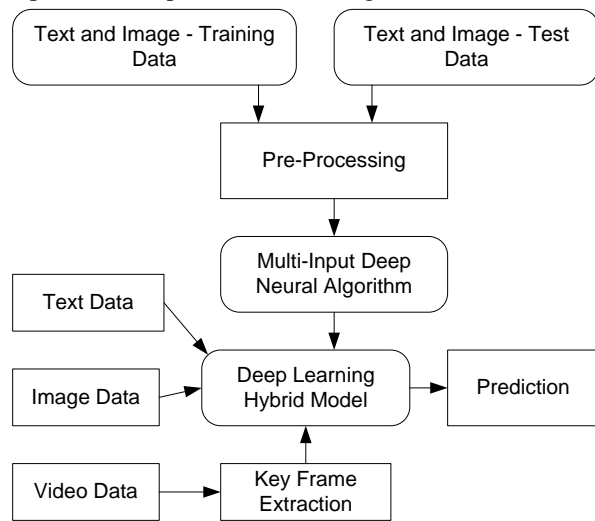 Text and Image - Training
Data
Text and Image - Test
Data
Pre-Processing
Multi-Input Deep
Neural Algorithm
Text Data
Deep Learning
Hybrid Model
Prediction
Image Data
Video Data
Key Frame
Extraction